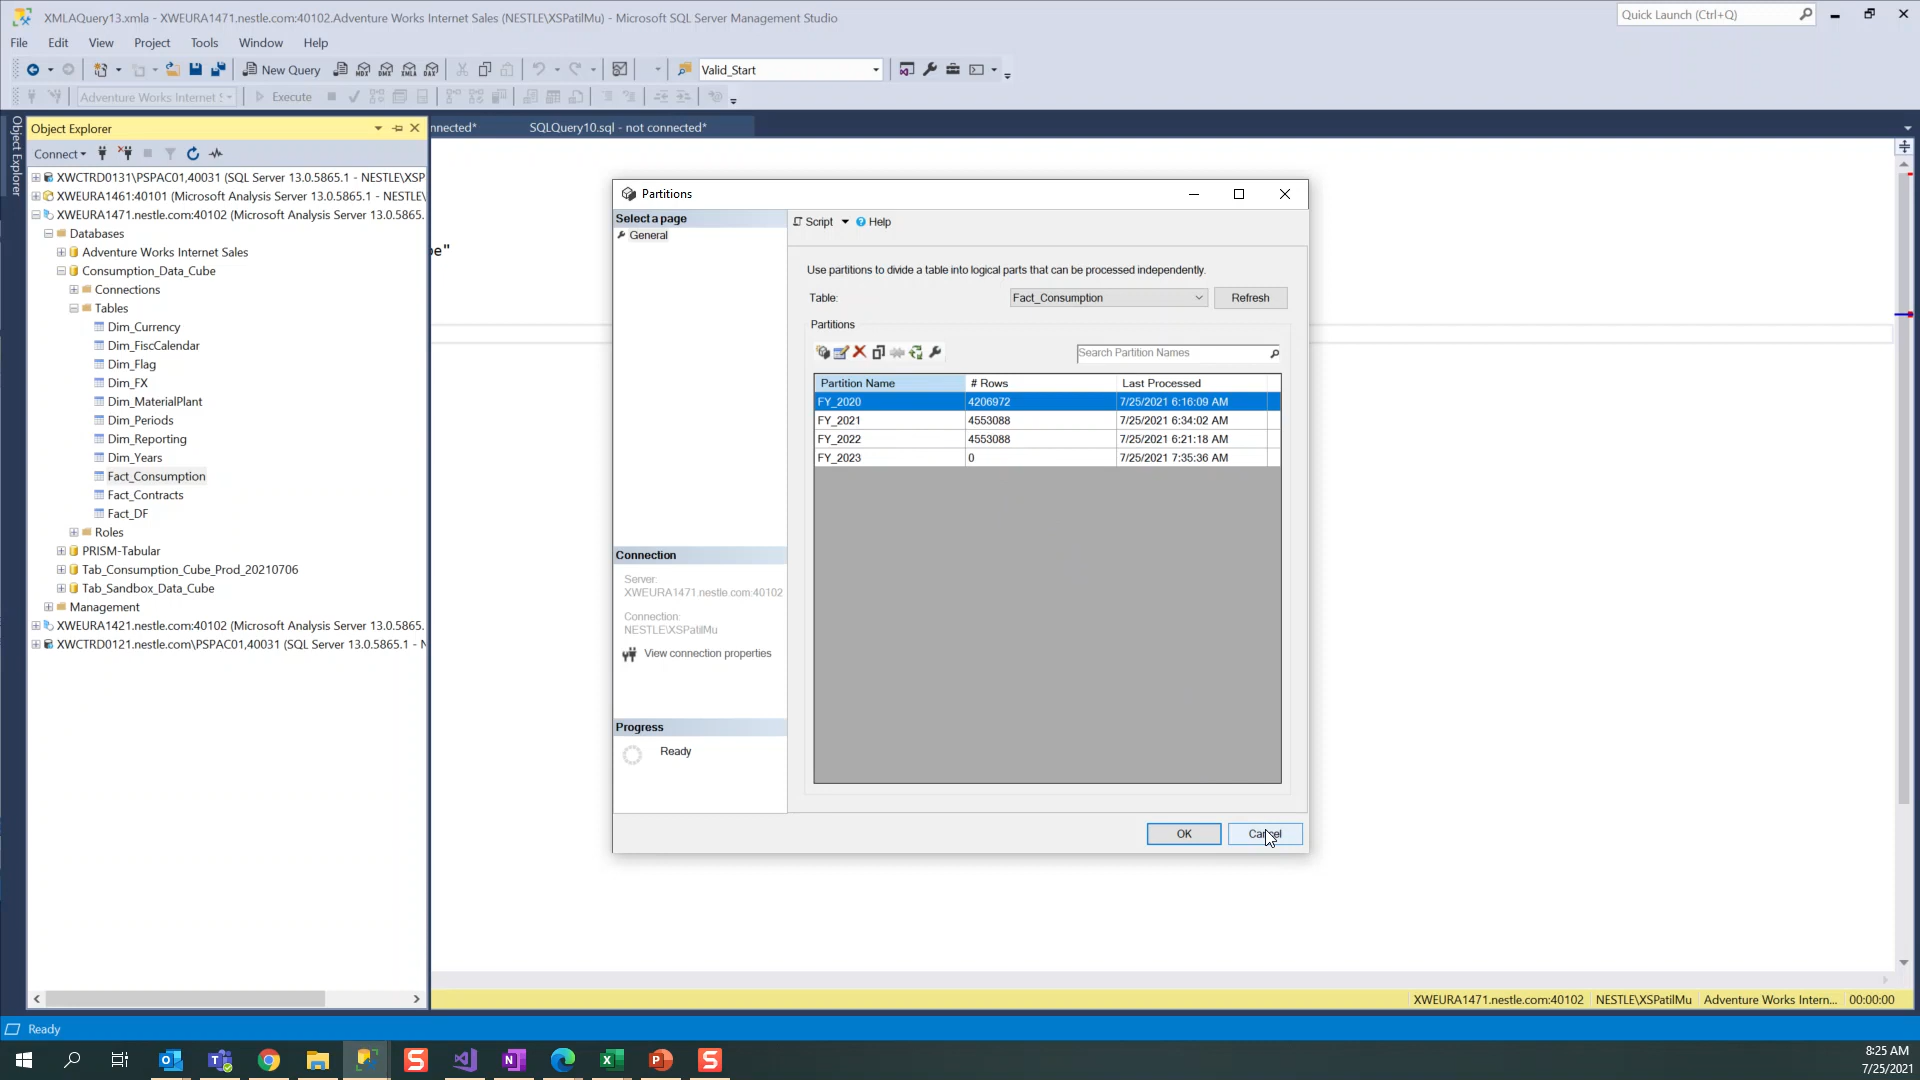 XMLAQuery13.xmla - XWEURA1471.nestle.com:40102.Adventure Works Internet Sales (NESTLE\XSPatilMu) - Microsoft SQL Server Management Studio
Quick Launch (Ctrl+Q)
File Edit View Project Tools Window Help
New Query MDX DMX XMLA DAX Valid_Start
Adventure Works Internet S Execute
Object Explorer
Object Explorer
nnected*
SQLQuery10.sql - not connected*
Connect
XWCTRD0131\PSPAC01,40031 (SQL Server 13.0.5865.1 - NESTLE\XSP
XWEURA1461:40101 (Microsoft Analysis Server 13.0.5865.1 - NESTLE\
XWEURA1471.nestle.com:40102 (Microsoft Analysis Server 13.0.5865.
Databases
Adventure Works Internet Sales
Consumption_Data_Cube
Connections
Tables
Dim_Currency
Dim_FiscCalendar
Dim_Flag
Dim_FX
Dim_MaterialPlant
Dim_Periods
Dim_Reporting
Dim_Years
Fact_Consumption
Fact_Contracts
Fact_DF
Roles
PRISM-Tabular
Tab_Consumption_Cube_Prod_20210706
Tab_Sandbox_Data_Cube
Management
XWEURA1421.nestle.com:40102 (Microsoft Analysis Server 13.0.5865.
XWCTRD0121.nestle.com\PSPAC01,40031 (SQL Server 13.0.5865.1 - N
be"
Partitions
Select a page
General
Script Help
Use partitions to divide a table into logical parts that can be processed independently.
Table: Fact_Consumption Refresh
Partitions
Search Partition Names
Partition Name # Rows Last Processed
FY_2020 4206972 7/25/2021 6:16:09 AM
FY_2021 4553088 7/25/2021 6:34:02 AM
FY_2022 4553088 7/25/2021 6:21:18 AM
FY_2023 0 7/25/2021 7:35:36 AM
Connection
Server:
XWEURA1471.nestle.com:40102
Connection:
NESTLE\XSPatilMu
View connection properties
Progress
Ready
OK Cancel
XWEURA1471.nestle.com:40102 NESTLE\XSPatilMu Adventure Works Intern... 00:00:00
Ready
8:25 AM
7/25/2021